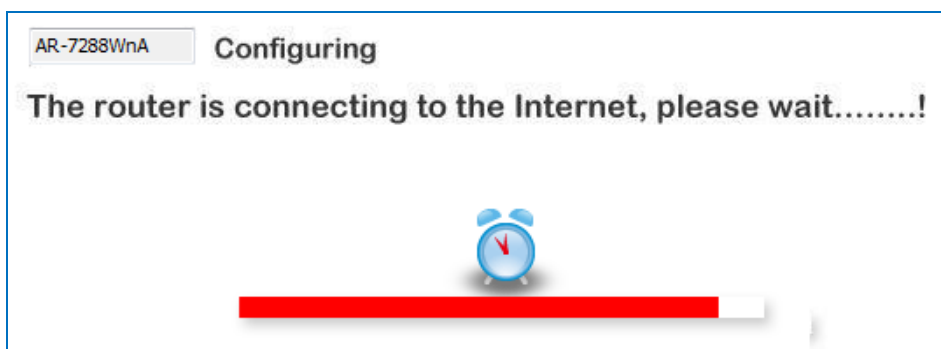 AR-7288WnA Configuring
The router is connecting to the Internet, please wait........!